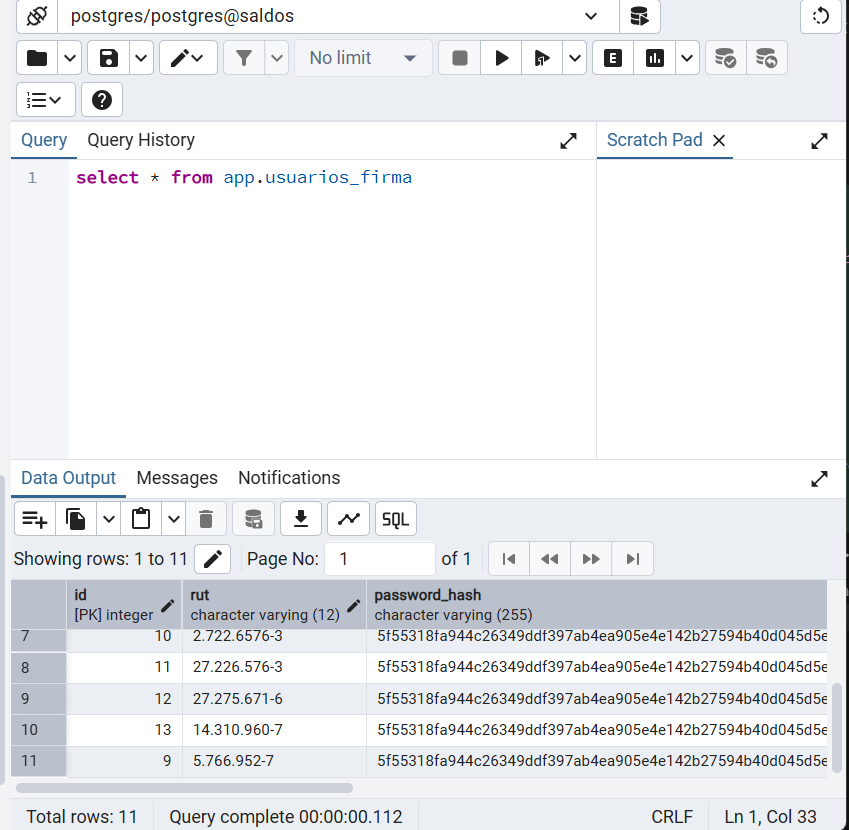 postgres/postgres@saldos
No limit
E
Query
Query History
Scratch Pad
1
select * from app.usuarios_firma
Data Output
Messages
Notifications
SQL
Showing rows: 1 to 11
Page No:
1
of 1
id
[PK] integer
rut
character varying (12)
password_hash
character varying (255)
7 10 2.722.6576-3 5f55318fa944c26349ddf397ab4ea905e4e142b27594b40d045d5e
8 11 27.226.576-3 5f55318fa944c26349ddf397ab4ea905e4e142b27594b40d045d5e
9 12 27.275.671-6 5f55318fa944c26349ddf397ab4ea905e4e142b27594b40d045d5e
10 13 14.310.960-7 5f55318fa944c26349ddf397ab4ea905e4e142b27594b40d045d5e
11 9 5.766.952-7 5f55318fa944c26349ddf397ab4ea905e4e142b27594b40d045d5e
Total rows: 11
Query complete 00:00:00.112
CRLF
Ln 1, Col 33